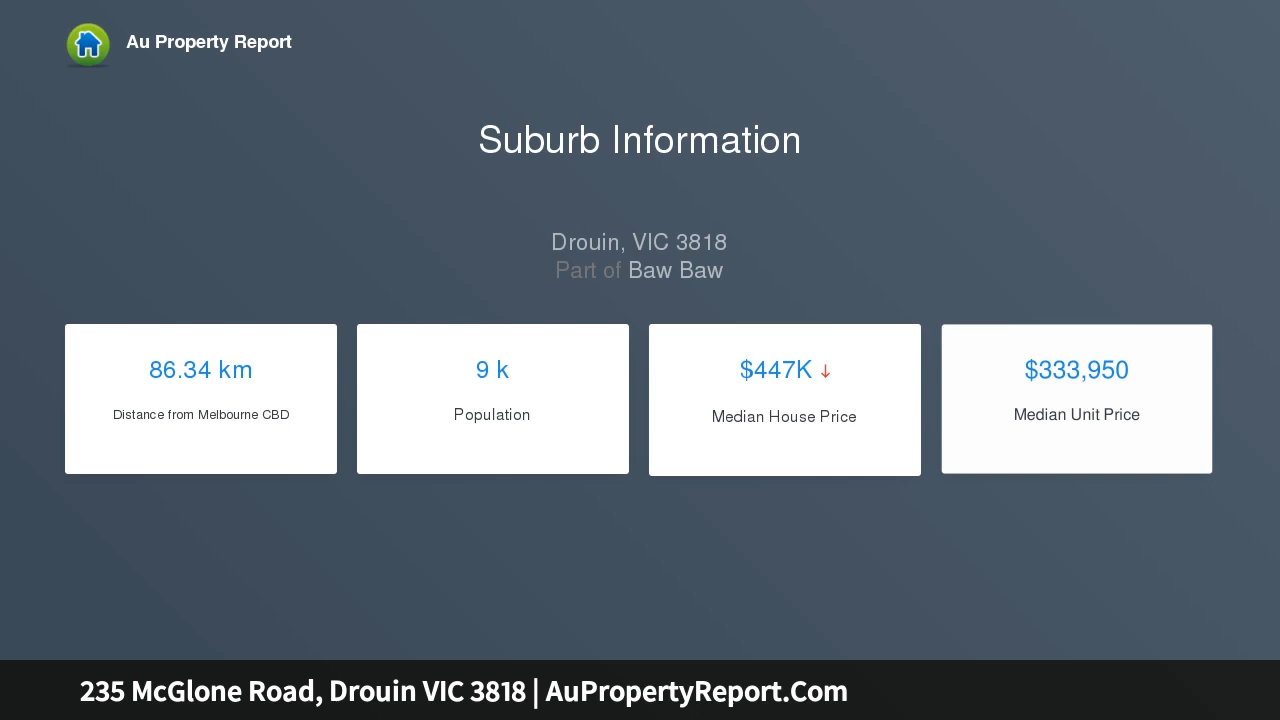 Au Property Report
Suburb Information
Drouin, VIC 3818
Part of Baw Baw
86.34 km
Distance from Melbourne CBD
9 k
Population
$447K ↓
Median House Price
$333,950
Median Unit Price
235 McGlone Road, Drouin VIC 3818 | AuPropertyReport.Com